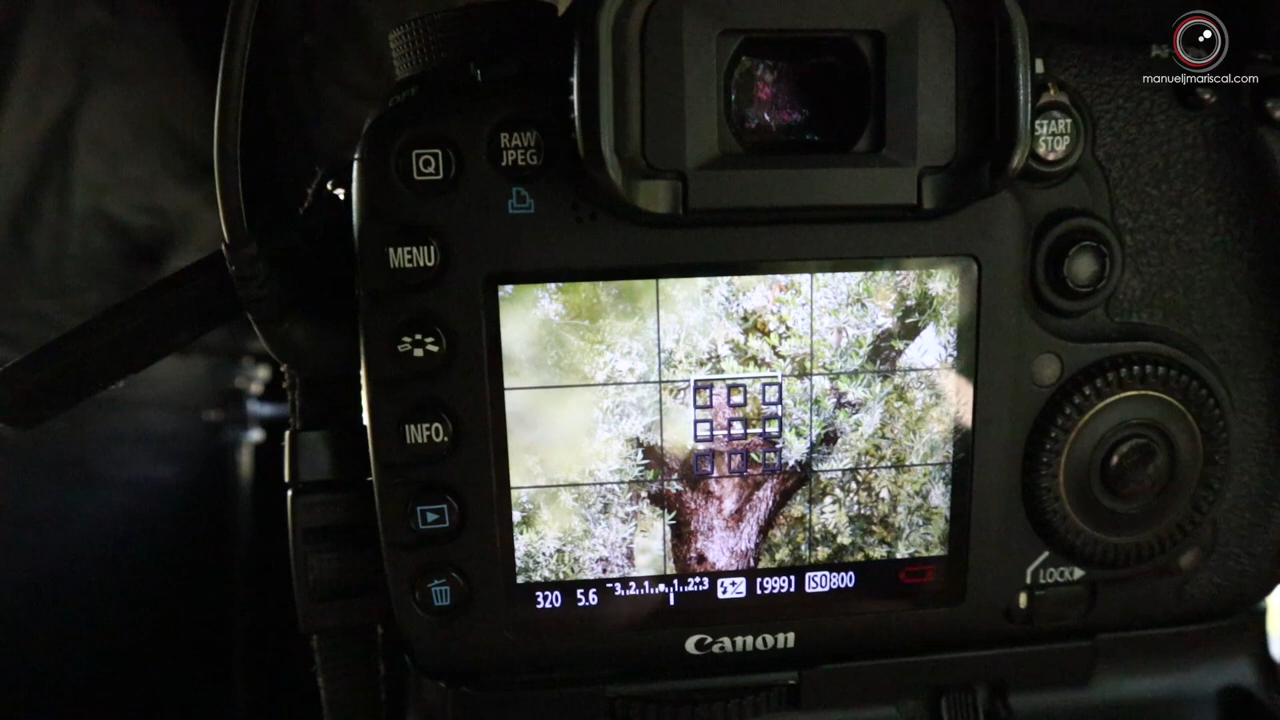 manueljmariscal.com
OFF
Q
RAW
JPEG
START
STOP
MENU
INFO.
320 5.6 -3..2..1..▾..1..2..+3 [999] ISO800
LOCK▶
Canon